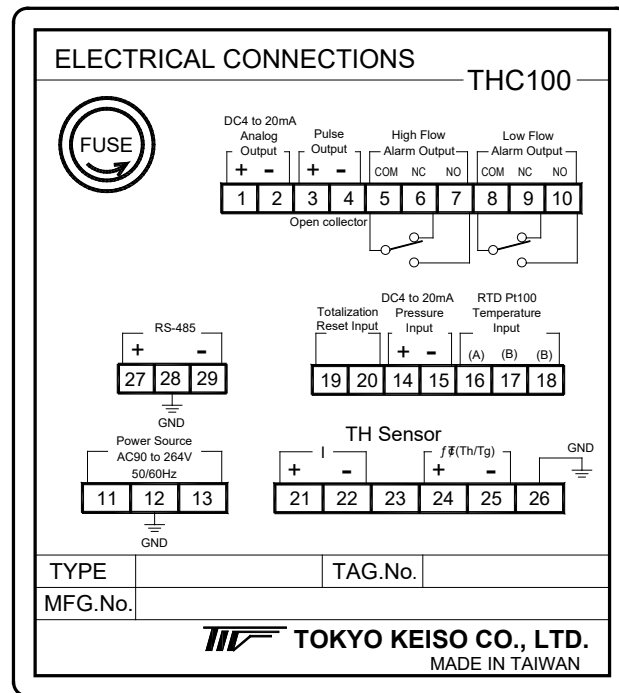 ELECTRICAL CONNECTIONS
THC100
FUSE
DC4 to 20mA
Analog
Output
Pulse
Output
High Flow
Alarm Output
Low Flow
Alarm Output
+ - + - COM NC NO COM NC NO
1 2 3 4 5 6 7 8 9 10
Open collector
RS-485
+ -
27 28 29
GND
Totalization
Reset Input
DC4 to 20mA
Pressure
Input
RTD Pt100
Temperature
Input
+ - (A) (B) (B)
19 20 14 15 16 17 18
Power Source
AC90 to 264V
50/60Hz
11 12 13
GND
TH Sensor
I (Th/Tg) GND
+ - + -
21 22 23 24 25 26
TYPE TAG.No.
MFG.No.
TOKYO KEISO CO., LTD.
MADE IN TAIWAN